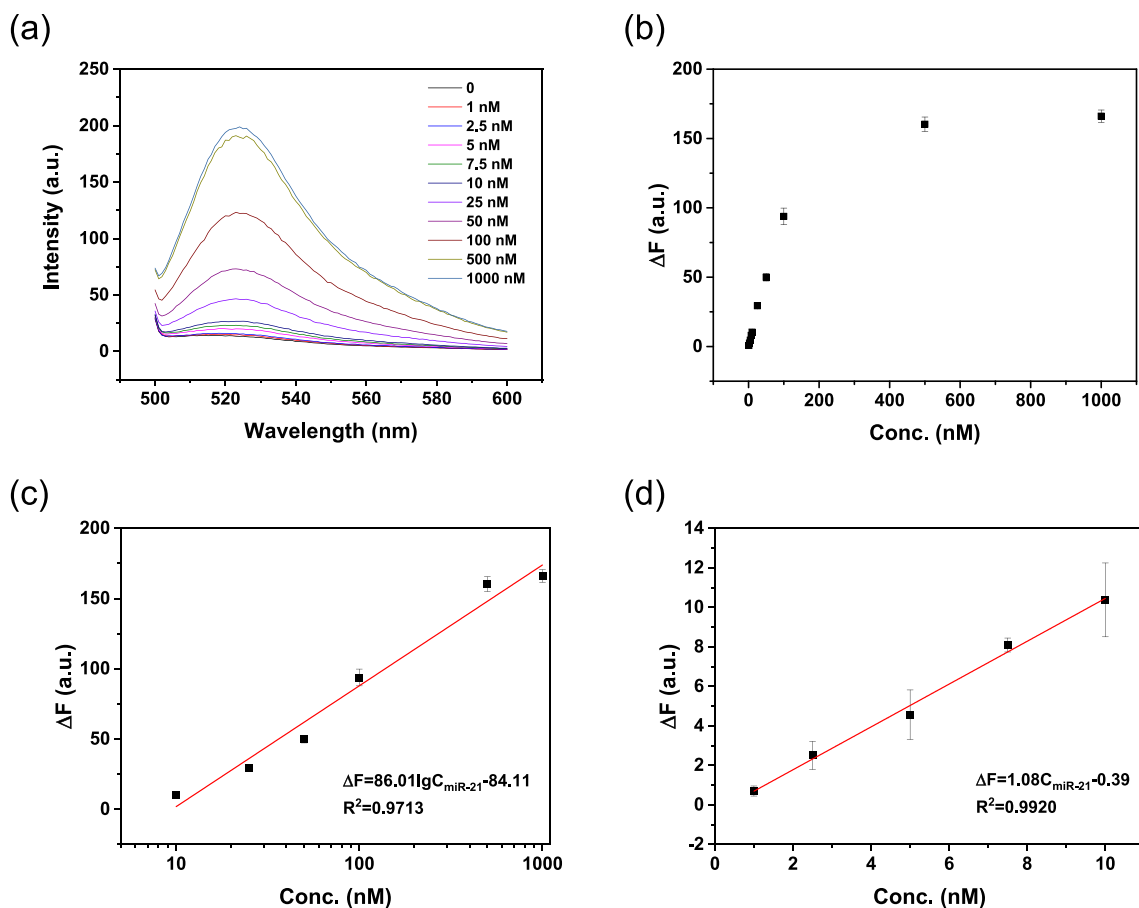 (a)
250
200
150
100
50
0
Intensity (a.u.)
500
520
540
560
580
600
Wavelength (nm)
0
1 nM
2.5 nM
5 nM
7.5 nM
10 nM
25 nM
50 nM
100 nM
500 nM
1000 nM
(b)
200
150
100
50
0
ΔF (a.u.)
0
200
400
600
800
1000
Conc. (nM)
(c)
200
150
100
50
0
ΔF (a.u.)
10
100
1000
Conc. (nM)
ΔF=86.01lgCmiR-21-84.11
R²=0.9713
(d)
14
12
10
8
6
4
2
0
-2
ΔF (a.u.)
0
2
4
6
8
10
Conc. (nM)
ΔF=1.08CmiR-21-0.39
R²=0.9920